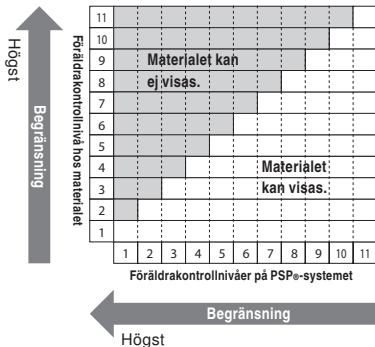 Högst
Begränsning
Föräldrakontrollnivå hos materialet
11
10
9
8
7
6
5
4
3
2
1
Materialet kan
ej visas.
Materialet
kan visas.
1 2 3 4 5 6 7 8 9 10 11
Föräldrakontrollnivåer på PSP®-systemet
Begränsning
Högst